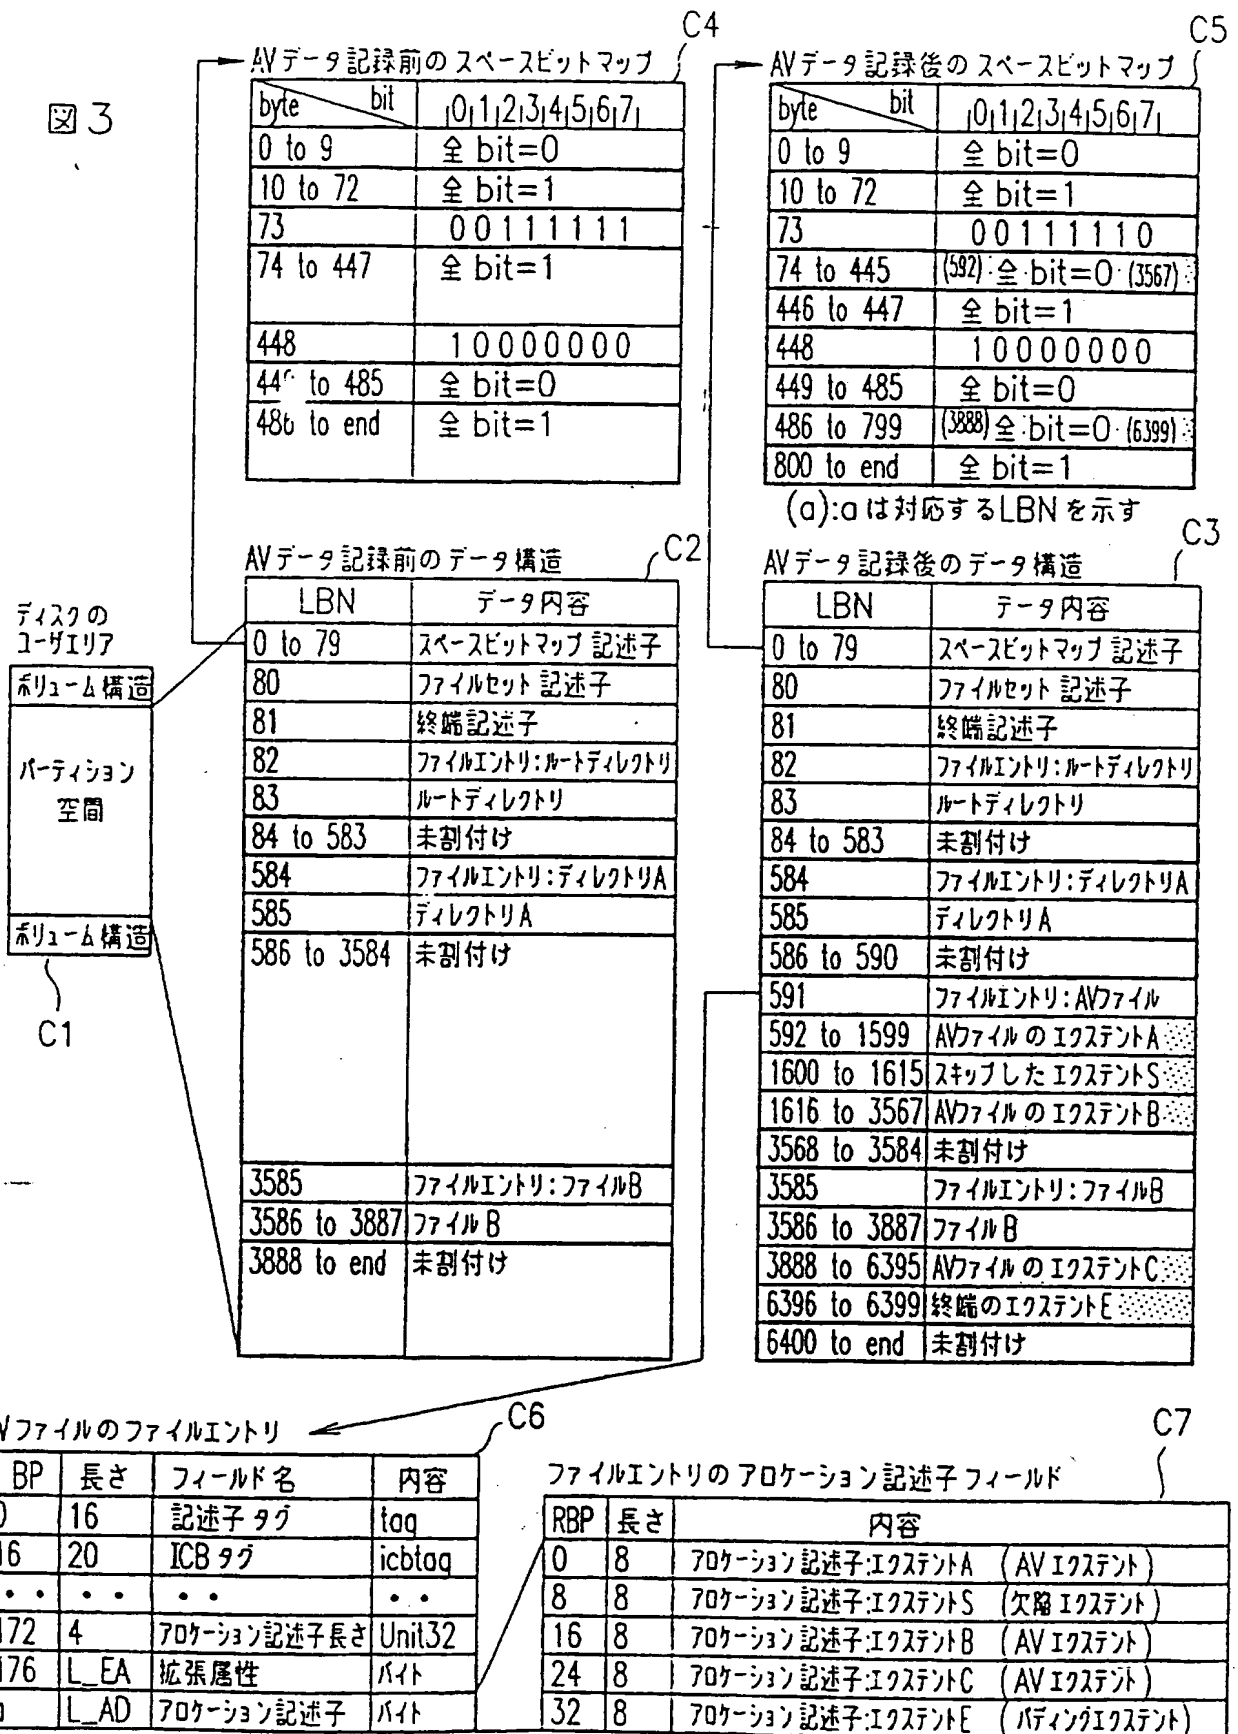 図3
C4
AVデータ記録前のスペースビットマップ
byte bit 0 1 2 3 4 5 6 7
0 to 9 全bit=0
10 to 72 全bit=1
73 00111111
74 to 447 全bit=1
448 10000000
44 to 485 全bit=0
486 to end 全bit=1
C5
AVデータ記録後のスペースビットマップ
byte bit 0 1 2 3 4 5 6 7
0 to 9 全bit=0
10 to 72 全bit=1
73 00111110
74 to 445 (592) 全bit=0 (3567)
446 to 447 全bit=1
448 10000000
449 to 485 全bit=0
486 to 799 (3888) 全bit=0 (6399)
800 to end 全bit=1
(a):aは対応するLBNを示す
ディスクの
ユーザエリア
ボリューム構造
パーティション
空間
ボリューム構造
C1
C2
AVデータ記録前のデータ構造
LBN データ内容
0 to 79 スペースビットマップ記述子
80 ファイルセット記述子
81 終端記述子
82 ファイルエントリ:ルートディレクトリ
83 ルートディレクトリ
84 to 583 未割付け
584 ファイルエントリ:ディレクトリA
585 ディレクトリA
586 to 3584 未割付け
3585 ファイルエントリ:ファイルB
3586 to 3887 ファイルB
3888 to end 未割付け
C3
AVデータ記録後のデータ構造
LBN データ内容
0 to 79 スペースビットマップ記述子
80 ファイルセット記述子
81 終端記述子
82 ファイルエントリ:ルートディレクトリ
83 ルートディレクトリ
84 to 583 未割付け
584 ファイルエントリ:ディレクトリA
585 ディレクトリA
586 to 590 未割付け
591 ファイルエントリ:AVファイル
592 to 1599 AVファイルのエクステントA
1600 to 1615 スキップしたエクステントS
1616 to 3567 AVファイルのエクステントB
3568 to 3584 未割付け
3585 ファイルエントリ:ファイルB
3586 to 3887 ファイルB
3888 to 6395 AVファイルのエクステントC
6396 to 6399 終端のエクステントE
6400 to end 未割付け
C6
Vファイルのファイルエントリ
BP 長さ フィールド名 内容
0 16 記述子タグ tag
16 20 ICBタグ icbtag
・・ ・・ ・・ ・・
172 4 アロケーション記述子長さ Unit32
176 L_EA 拡張属性 バイト
L_AD アロケーション記述子 バイト
C7
ファイルエントリのアロケーション記述子フィールド
RBP 長さ 内容
0 8 アロケーション記述子:エクステントA (AVエクステント)
8 8 アロケーション記述子:エクステントS (欠陥エクステント)
16 8 アロケーション記述子:エクステントB (AVエクステント)
24 8 アロケーション記述子:エクステントC (AVエクステント)
32 8 アロケーション記述子:エクステントE (パディングエクステント)